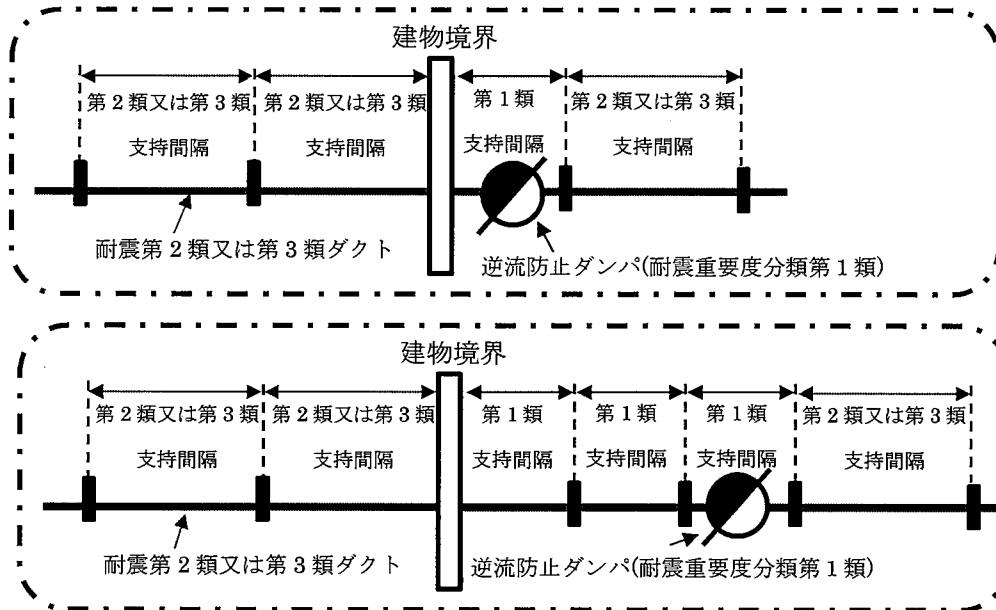 建物境界
第2類又は第3類 第2類又は第3類 第1類 第2類又は第3類
支持間隔 支持間隔 支持間隔 支持間隔
耐震第2類又は第3類ダクト
逆流防止ダンパ(耐震重要度分類第1類)
建物境界
第2類又は第3類 第2類又は第3類 第1類 第1類 第1類 第2類又は第3類
支持間隔 支持間隔 支持間隔 支持間隔 支持間隔 支持間隔
耐震第2類又は第3類ダクト
逆流防止ダンパ(耐震重要度分類第1類)